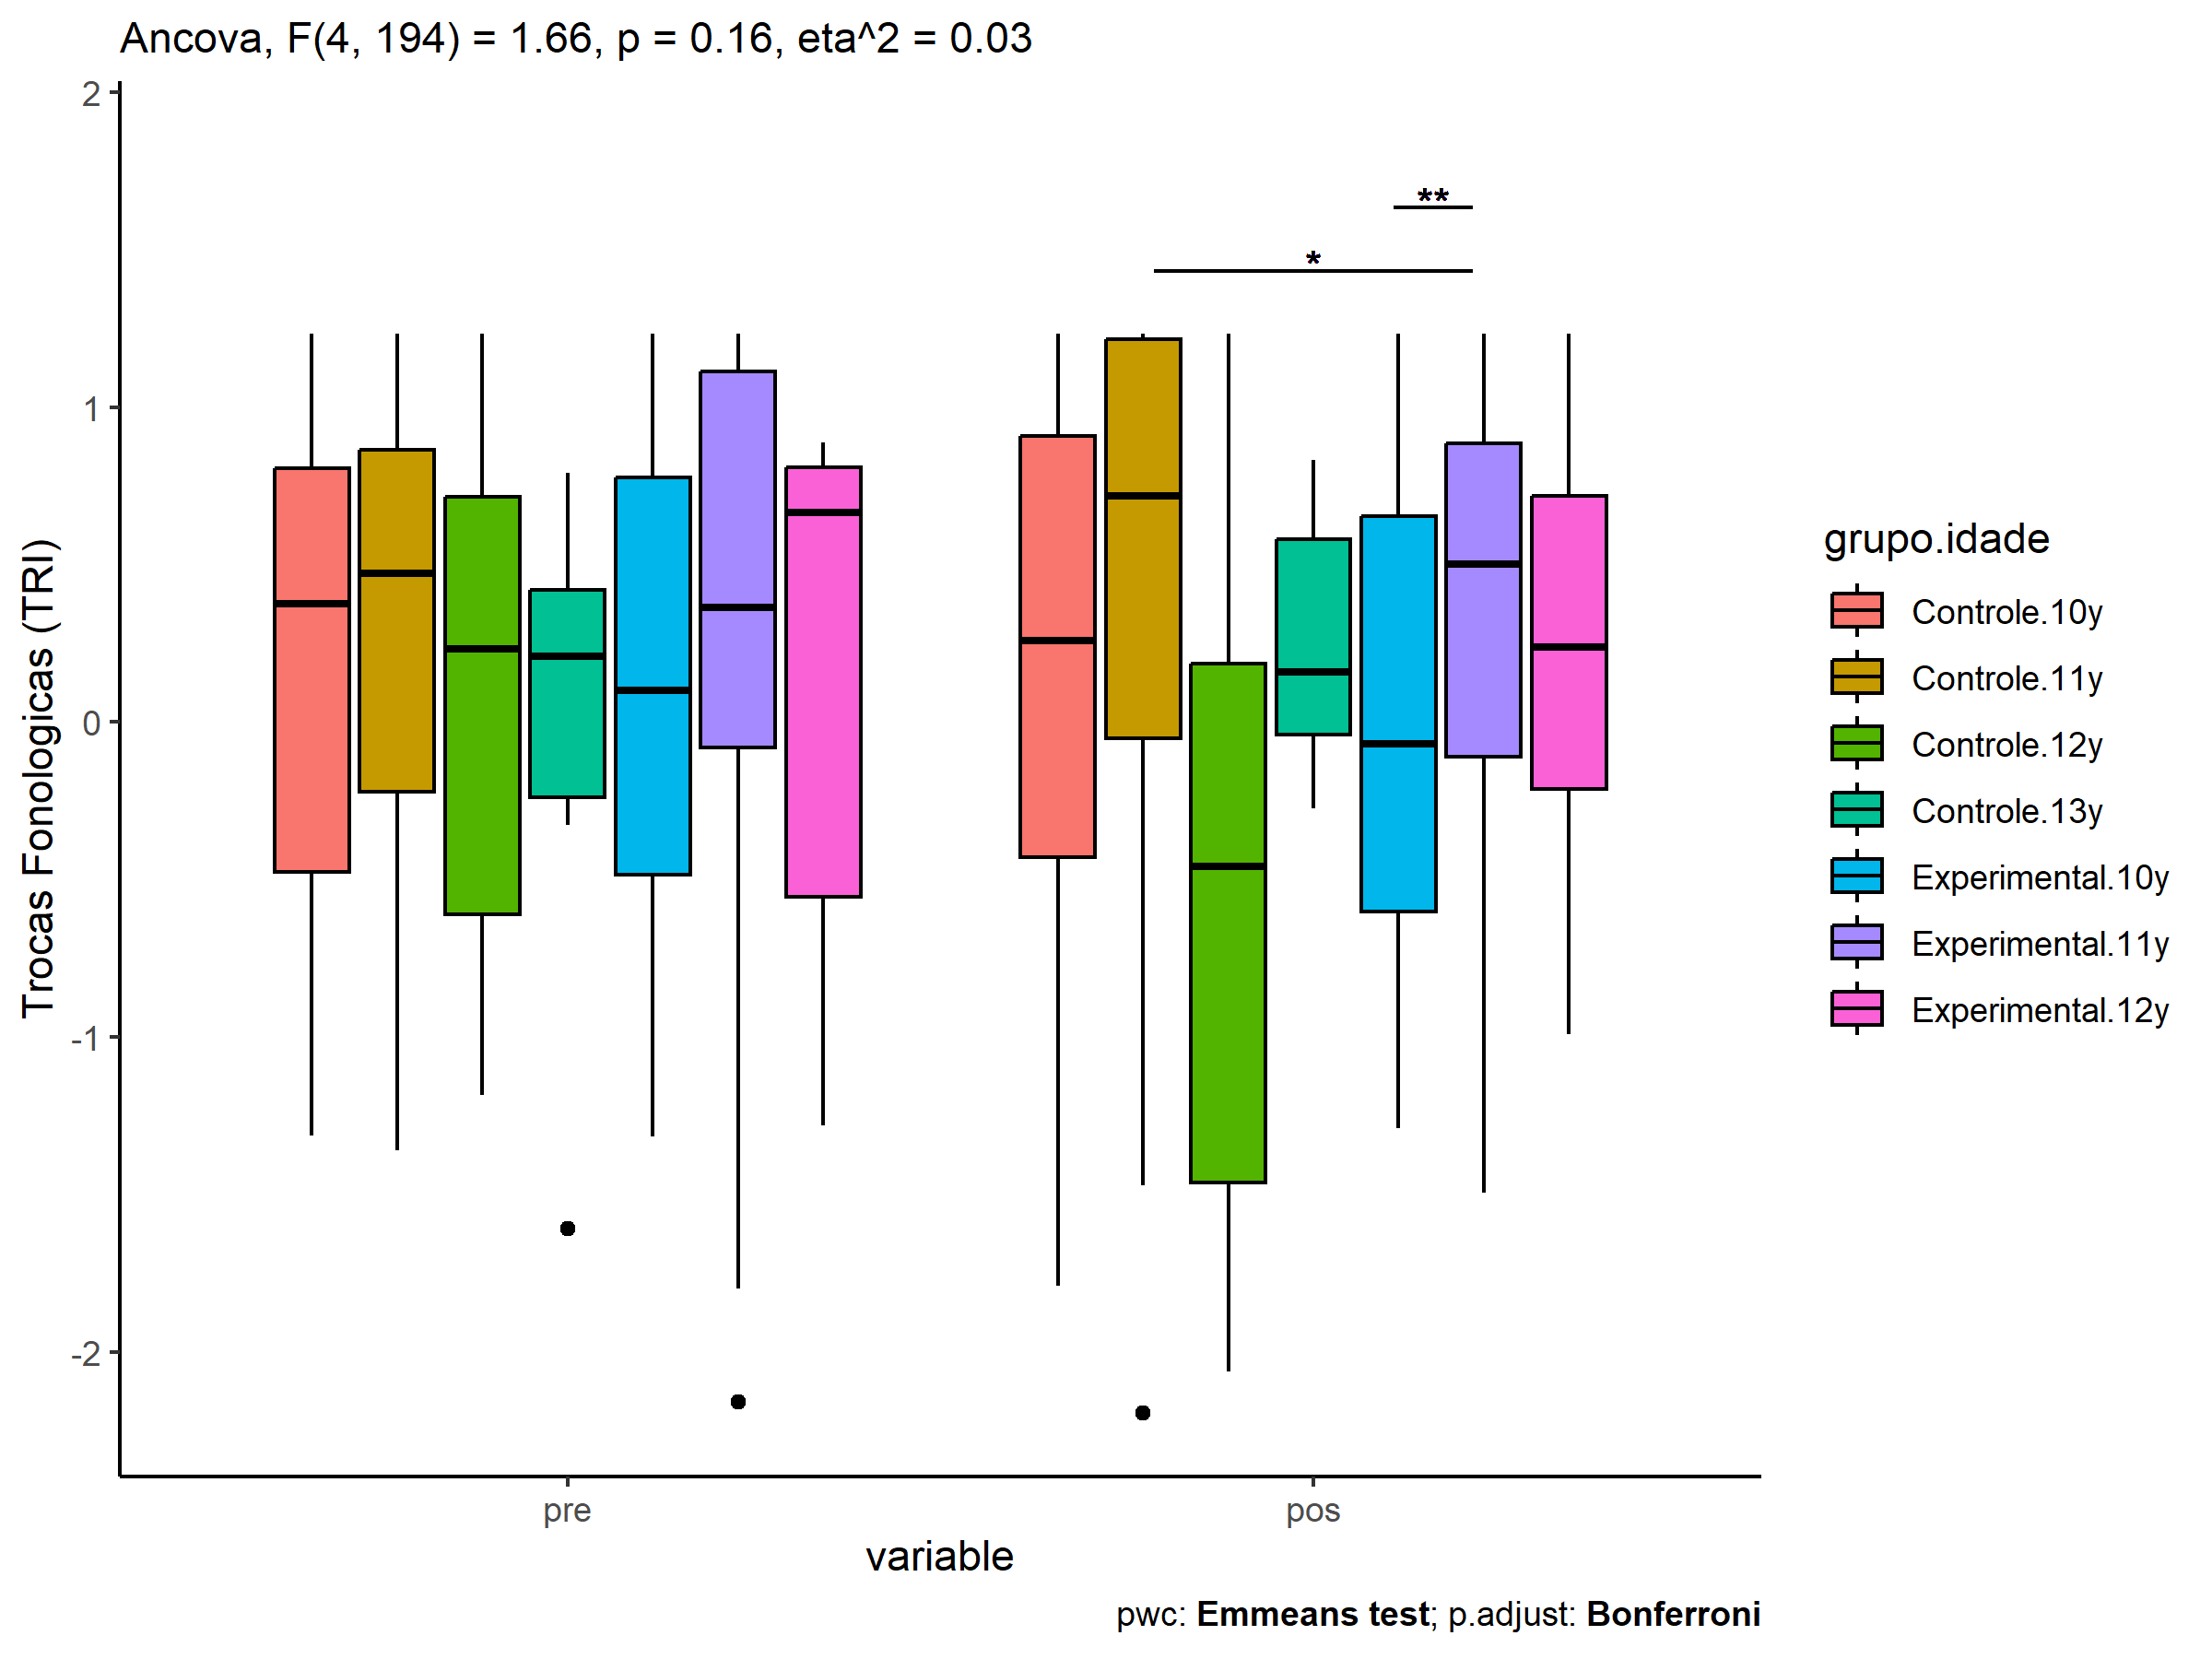 Ancova, F(4, 194) = 1.66, p = 0.16, eta^2 = 0.03
Trocas Fonologicas (TRI)
2
1
0
-1
-2
**
*
pre
pos
variable
grupo.idade
Controle.10y
Controle.11y
Controle.12y
Controle.13y
Experimental.10y
Experimental.11y
Experimental.12y
pwc: Emmeans test; p.adjust: Bonferroni